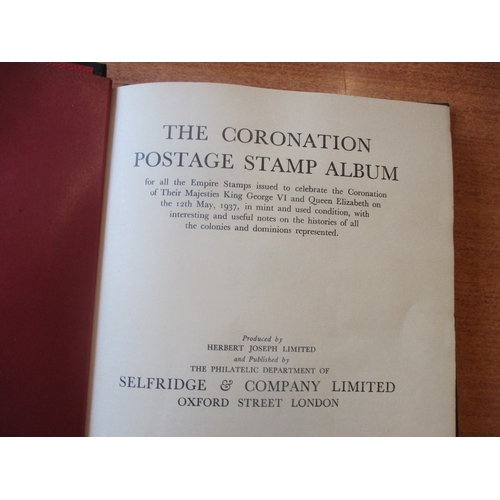 THE CORONATION
POSTAGE STAMP ALBUM
for all the Empire Stamps issued to celebrate the Coronation
of Their Majesties King George VI and Queen Elizabeth on
the 12th May, 1937, in mint and used condition, with
interesting and useful notes on the histories of all
the colonies and dominions represented.
Produced by
HERBERT JOSEPH LIMITED
and Published by
THE PHILATELIC DEPARTMENT OF
SELFRIDGE & COMPANY LIMITED
OXFORD STREET LONDON